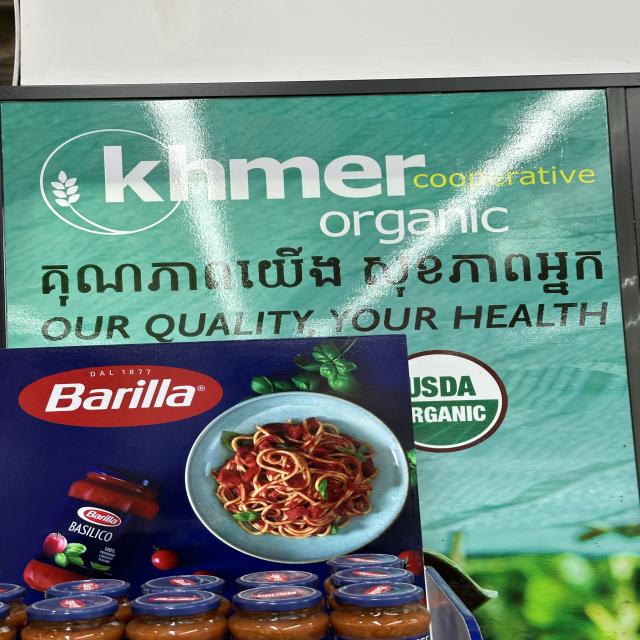 khmer cooperative
organic
គុណភាពយើង សុខភាពអ្នក
OUR QUALITY, YOUR HEALTH
USDA
ORGANIC
DAL 1877
Barilla®
Barilla
BASILICO